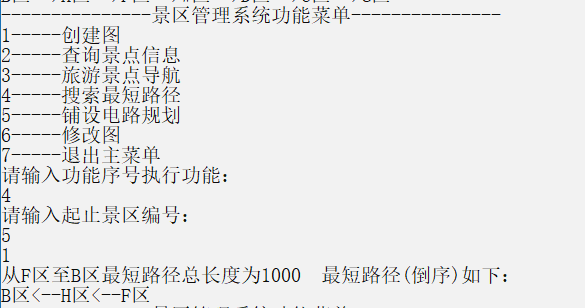 ---------------景区管理系统功能菜单---------------
1-----创建图
2-----查询景点信息
3-----旅游景点导航
4-----搜索最短路径
5-----铺设电路规划
6-----修改图
7-----退出主菜单
请输入功能序号执行功能:
4
请输入起止景区编号:
5
1
从F区至B区最短路径总长度为1000  最短路径(倒序)如下:
B区<--H区<--F区